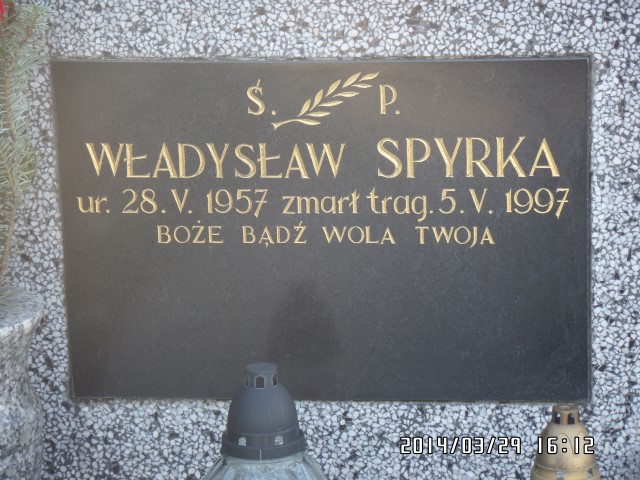 Ś. P.
WŁADYSŁAW SPYRKA
ur. 28. V. 1957 zmarł trag. 5. V. 1997
BOŻE BĄDŹ WOLA TWOJA
2014/03/29 16:12